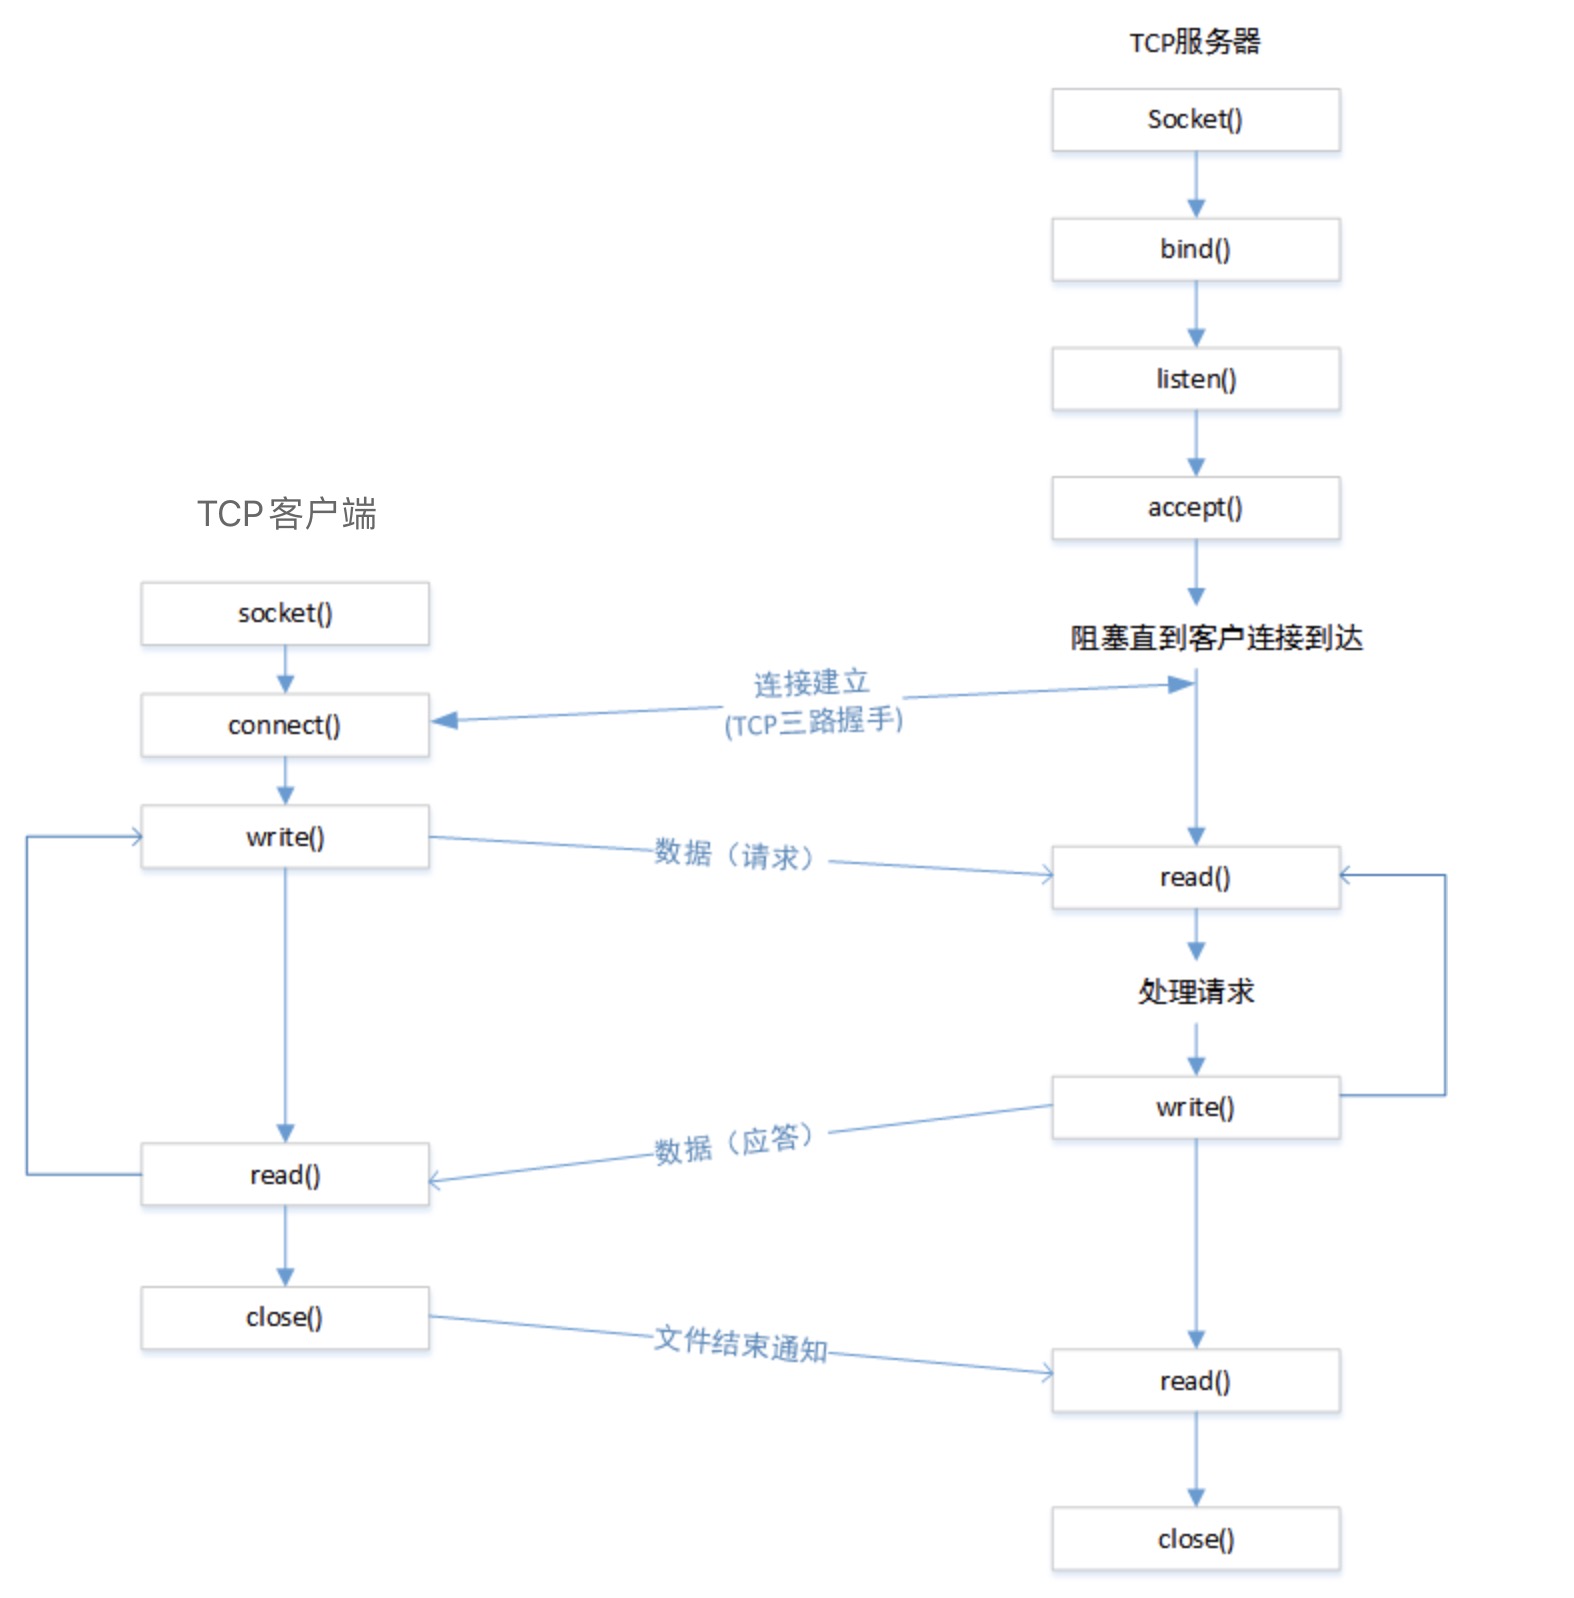 TCP服务器
Socket()
bind()
listen()
accept()
阻塞直到客户连接到达
TCP客户端
socket()
connect()
连接建立
(TCP三路握手)
write()
数据（请求）
read()
处理请求
write()
数据（应答）
read()
close()
文件结束通知
read()
close()